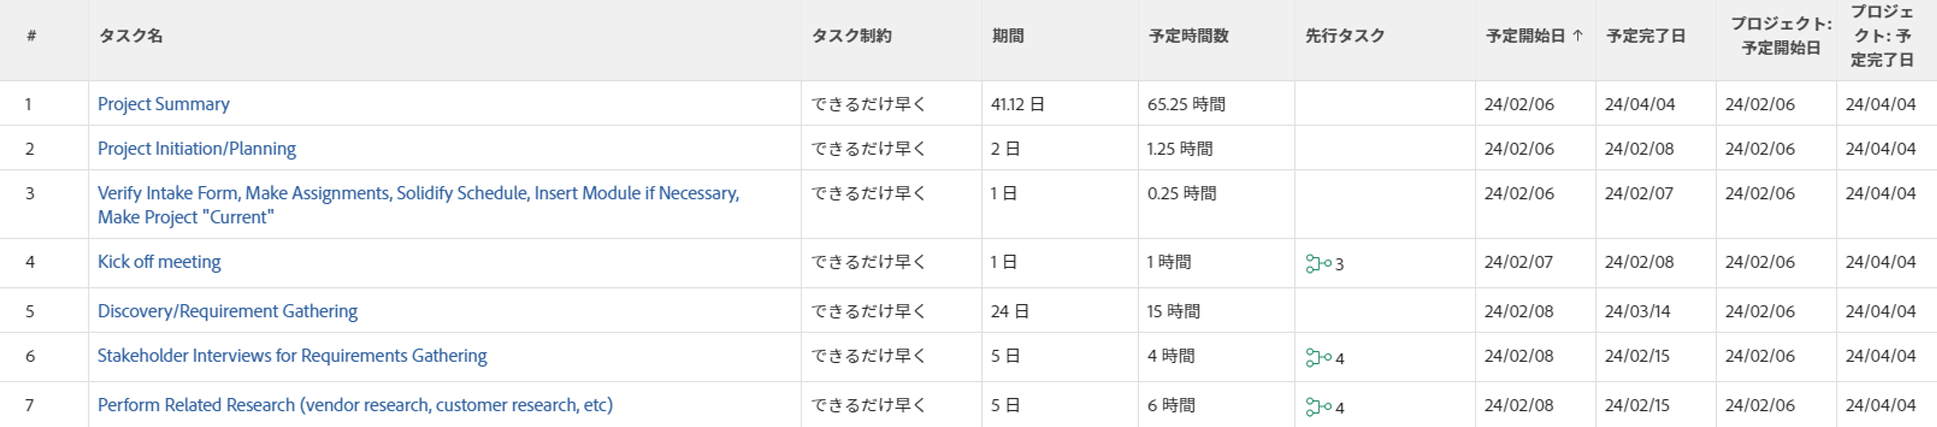 # タスク名 タスク制約 期間 予定時間数 先行タスク 予定開始日 ↑ 予定完了日 プロジェクト: 予定開始日 プロジェクト: 予定完了日
1 Project Summary できるだけ早く 41.12 日 65.25 時間 24/02/06 24/04/04 24/02/06 24/04/04
2 Project Initiation/Planning できるだけ早く 2 日 1.25 時間 24/02/06 24/02/08 24/02/06 24/04/04
3 Verify Intake Form, Make Assignments, Solidify Schedule, Insert Module if Necessary, できるだけ早く 1 日 0.25 時間 24/02/06 24/02/07 24/02/06 24/04/04
Make Project "Current"
4 Kick off meeting できるだけ早く 1 日 1 時間 3 24/02/07 24/02/08 24/02/06 24/04/04
5 Discovery/Requirement Gathering できるだけ早く 24 日 15 時間 24/02/08 24/03/14 24/02/06 24/04/04
6 Stakeholder Interviews for Requirements Gathering できるだけ早く 5 日 4 時間 4 24/02/08 24/02/15 24/02/06 24/04/04
7 Perform Related Research (vendor research, customer research, etc) できるだけ早く 5 日 6 時間 4 24/02/08 24/02/15 24/02/06 24/04/04